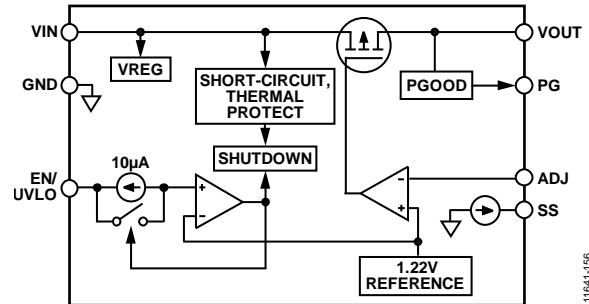 VIN
VOUT
VREG
GND
SHORT-CIRCUIT,
THERMAL
PROTECT
PGOOD
PG
SHUTDOWN
EN/
UVLO
10µA
+
–
–
+
ADJ
SS
1.22V
REFERENCE
11641-156